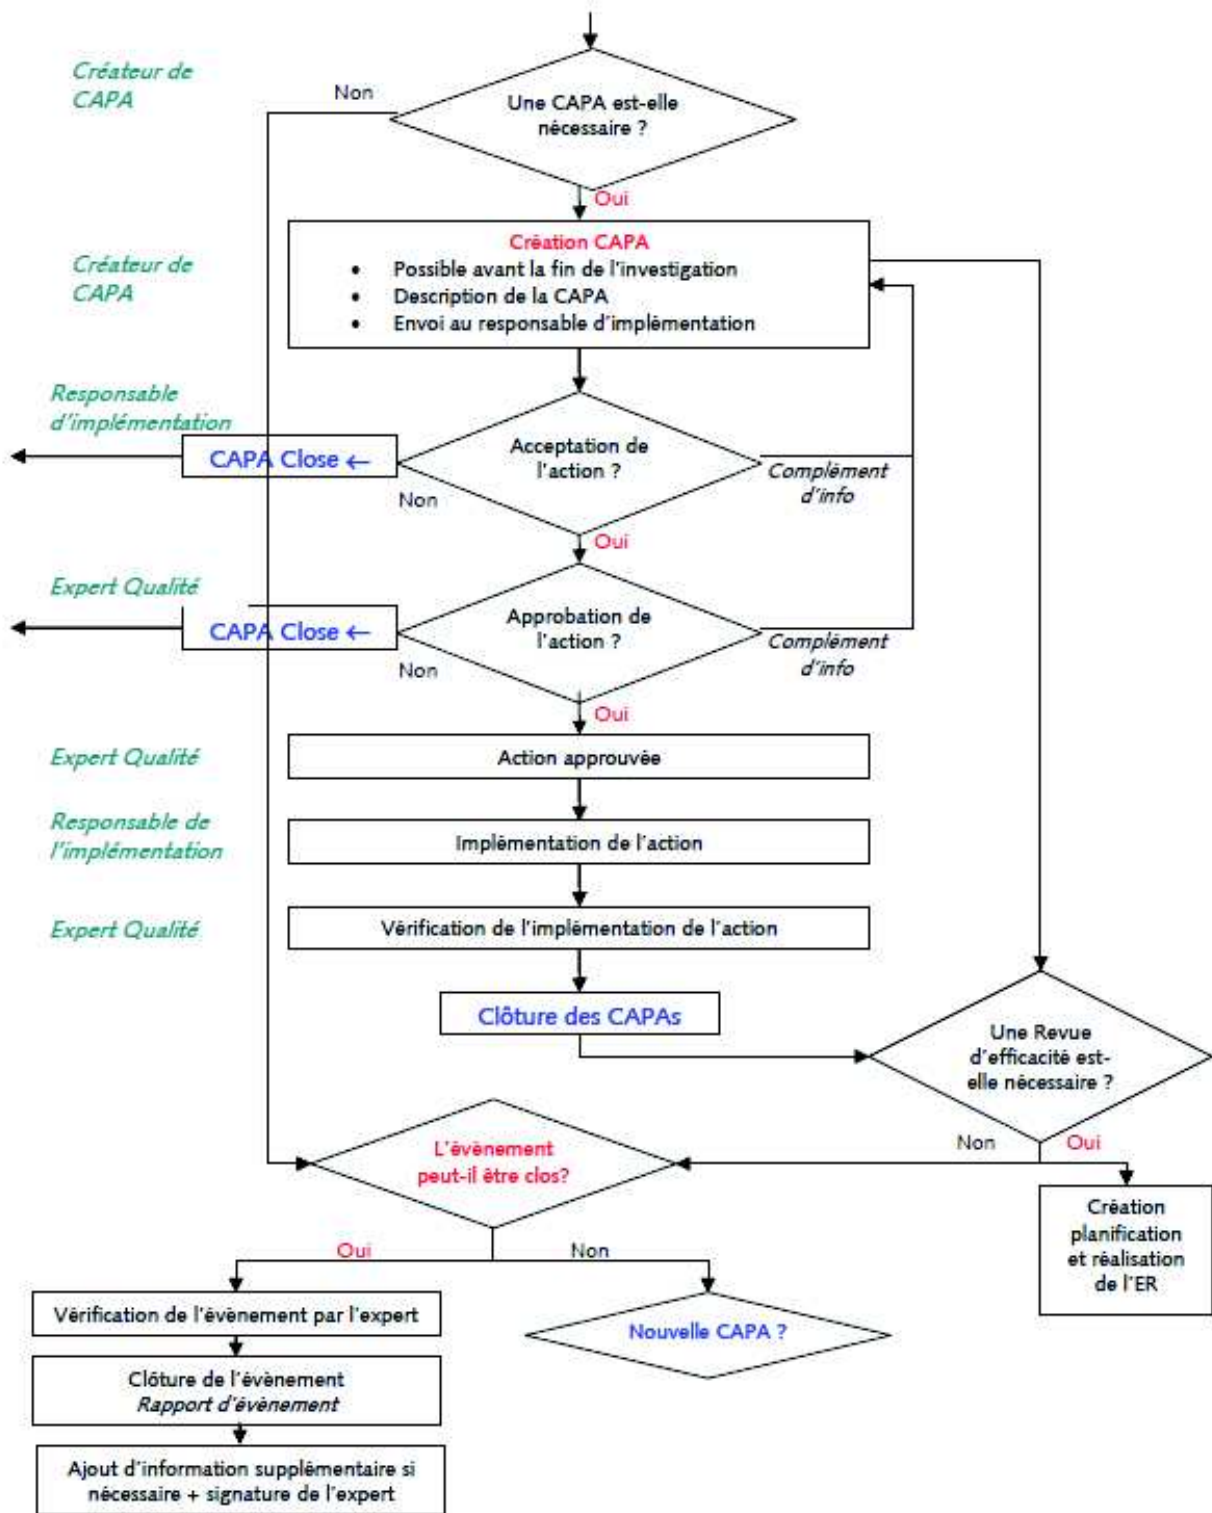 Créateur de
CAPA
Non
Une CAPA est-elle
nécessaire ?
Oui
Création CAPA
Créateur de
CAPA
• Possible avant la fin de l'investigation
• Description de la CAPA
• Envoi au responsable d'implémentation
Responsable
d'implémentation
CAPA Close ←
Non
Acceptation de
l'action ?
Complément
d'info
Oui
Expert Qualité
CAPA Close ←
Non
Approbation de
l'action ?
Complément
d'info
Oui
Expert Qualité
Action approuvée
Responsable de
l'implémentation
Implémentation de l'action
Expert Qualité
Vérification de l'implémentation de l'action
Clôture des CAPAs
Une Revue
d'efficacité est-
elle nécessaire ?
Non
Oui
L'évènement
peut-il être clos?
Création
planification
et réalisation
de l'ER
Oui
Non
Vérification de l'évènement par l'expert
Nouvelle CAPA ?
Clôture de l'évènement
Rapport d'évènement
Ajout d'information supplémentaire si
nécessaire + signature de l'expert